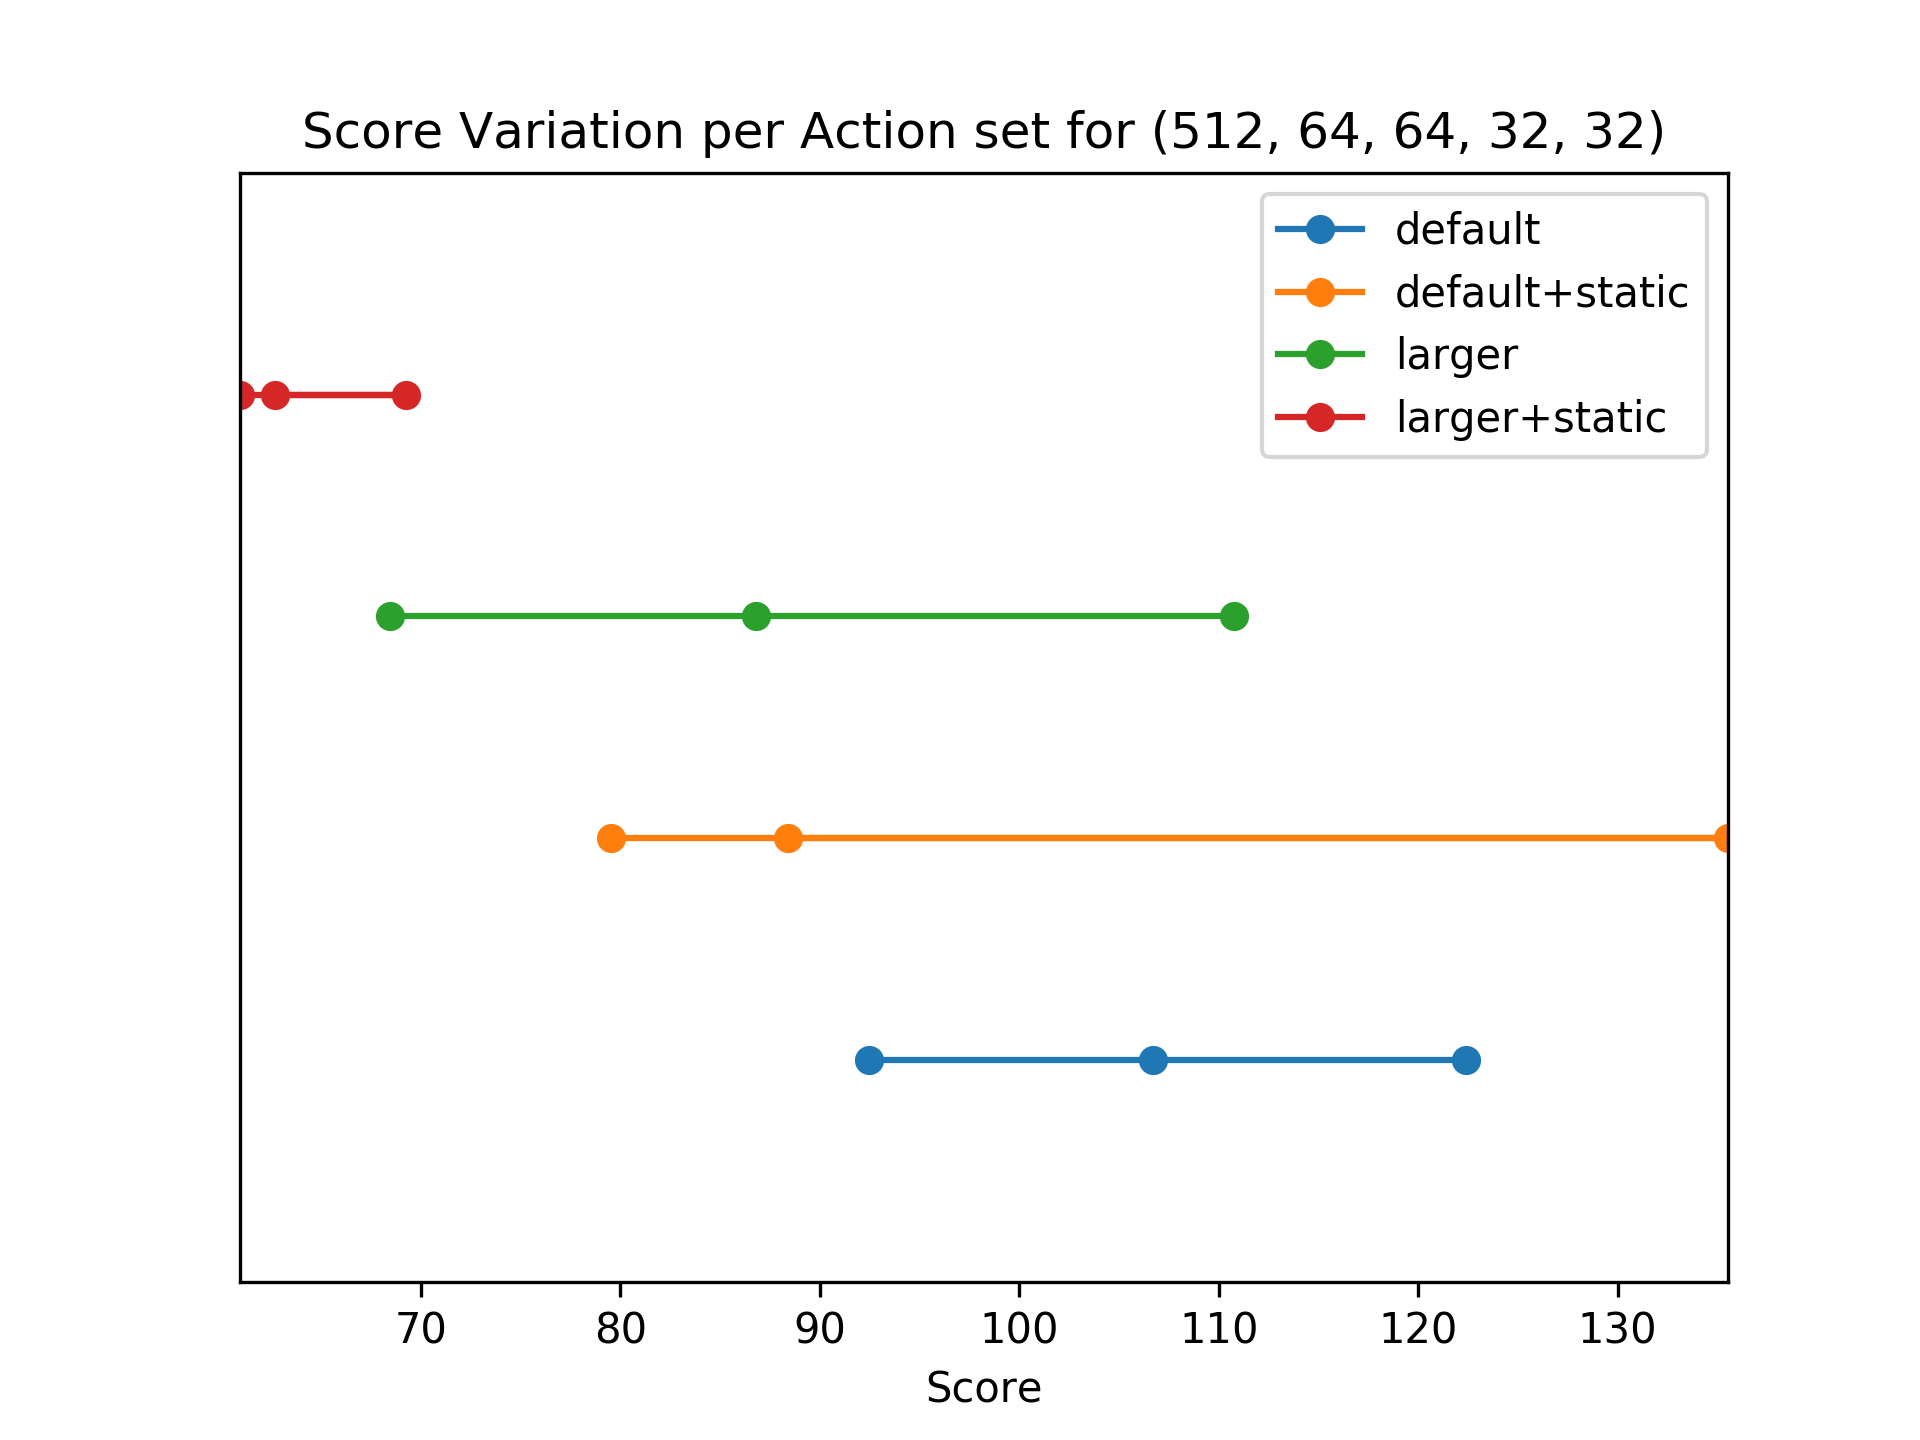 Score Variation per Action set for (512, 64, 64, 32, 32)
default
default+static
larger
larger+static
70 80 90 100 110 120 130
Score